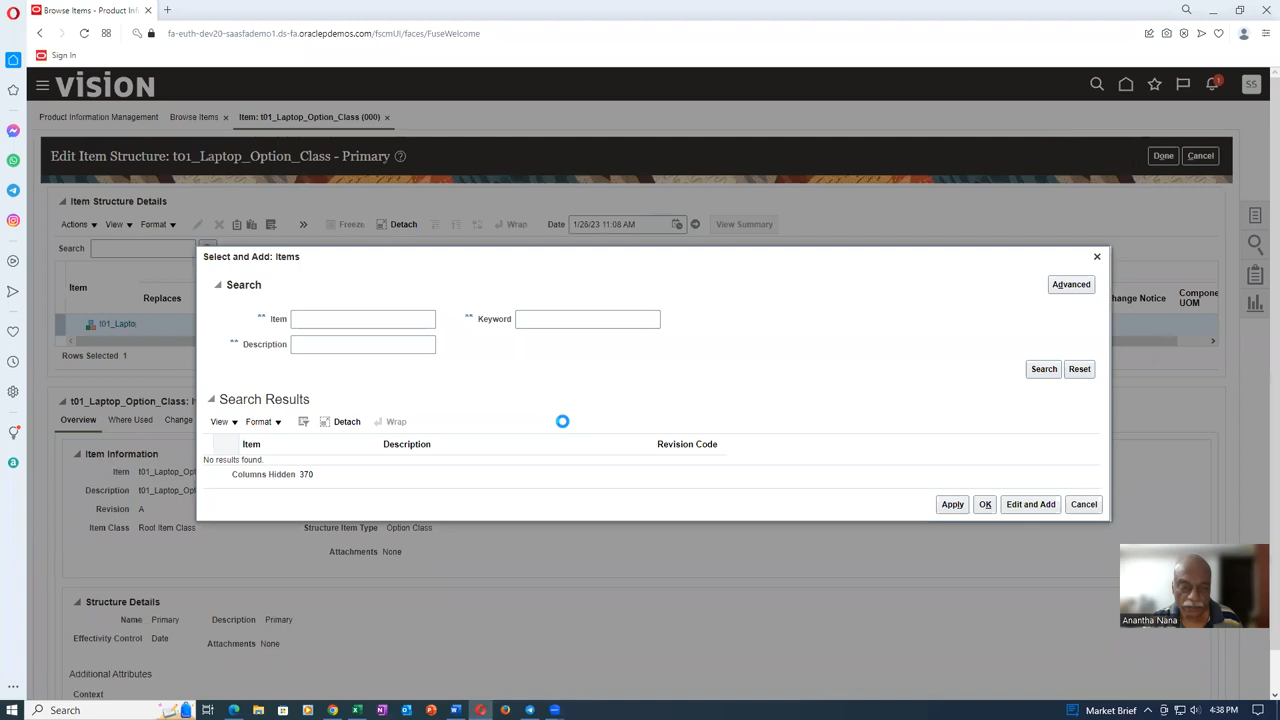 Browse Items - Product Inf
fa-euth-dev20-saasfademo1.ds-fa.oraclepdemos.com/fscmUI/faces/FuseWelcome
Sign In
VISION
1
SS
Product Information Management
Browse Items
Item: t01_Laptop_Option_Class (000)
Edit Item Structure: t01_Laptop_Option_Class - Primary
Done
Cancel
Item Structure Details
Actions
View
Format
Freeze
Detach
Wrap
Date
1/26/23 11:08 AM
View Summary
Search
Item
Replaces
hange Notice
Compone
UOM
t01_Lapto
Rows Selected 1
Select and Add: Items
Search
Advanced
** Item
** Keyword
** Description
Search
Reset
Search Results
View
Format
Detach
Wrap
Item
Description
Revision Code
No results found.
Columns Hidden 370
Apply
OK
Edit and Add
Cancel
t01_Laptop_Option_Class: I
Overview
Where Used
Change
Item Information
Item t01_Laptop_Opt
Description t01_Laptop_Opt
Revision A
Item Class Root Item Class
Structure Item Type Option Class
Attachments None
Structure Details
Name Primary
Description Primary
Effectivity Control Date
Attachments None
Additional Attributes
Context
Anantha Nana
Search
Market Brief
4:38 PM